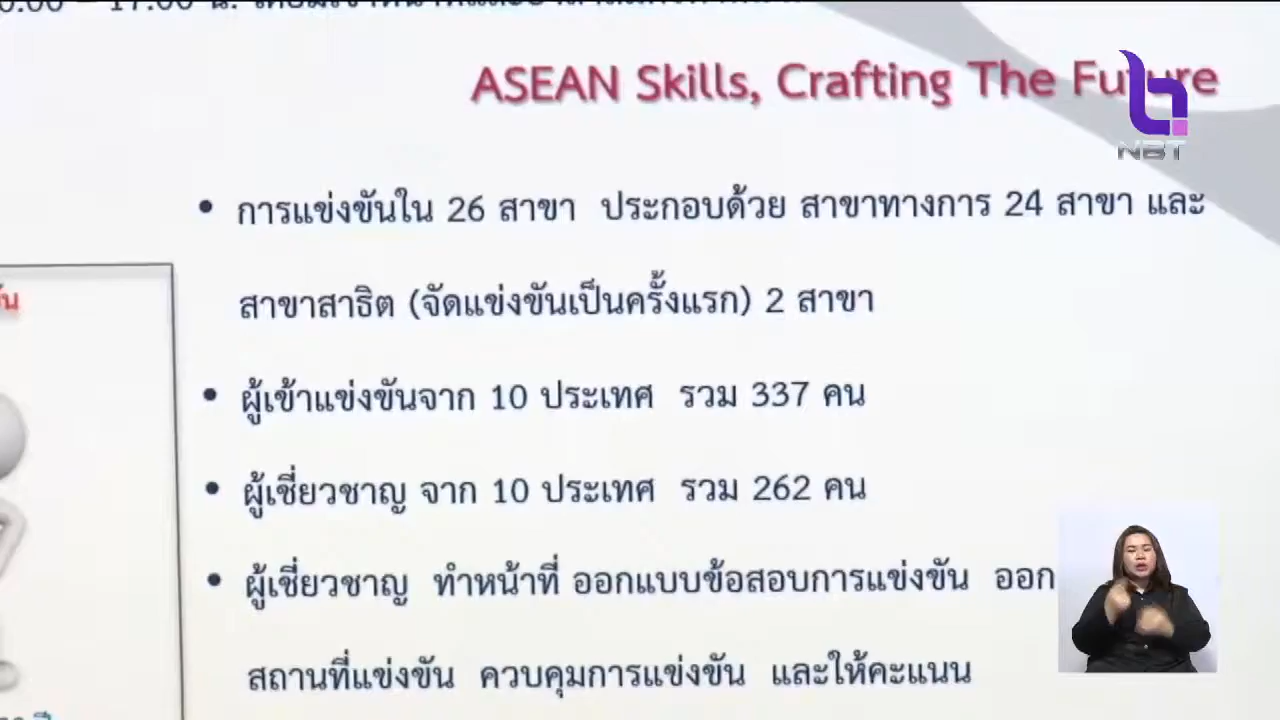 ASEAN Skills, Crafting The Future
NBT
• การแข่งขันใน 26 สาขา ประกอบด้วย สาขาทางการ 24 สาขา และ
สาขาสาธิต (จัดแข่งขันเป็นครั้งแรก) 2 สาขา
• ผู้เข้าแข่งขันจาก 10 ประเทศ รวม 337 คน
• ผู้เชี่ยวชาญ จาก 10 ประเทศ รวม 262 คน
• ผู้เชี่ยวชาญ ทำหน้าที่ ออกแบบข้อสอบการแข่งขัน ออก
สถานที่แข่งขัน ควบคุมการแข่งขัน และให้คะแนน